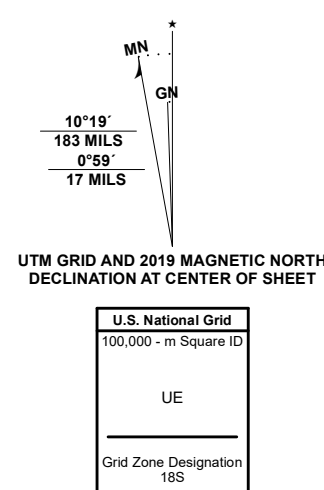 MN
GN
10°19´
183 MILS
0°59´
17 MILS
UTM GRID AND 2019 MAGNETIC NORTH
DECLINATION AT CENTER OF SHEET
U.S. National Grid
100,000 - m Square ID
UE
Grid Zone Designation
18S